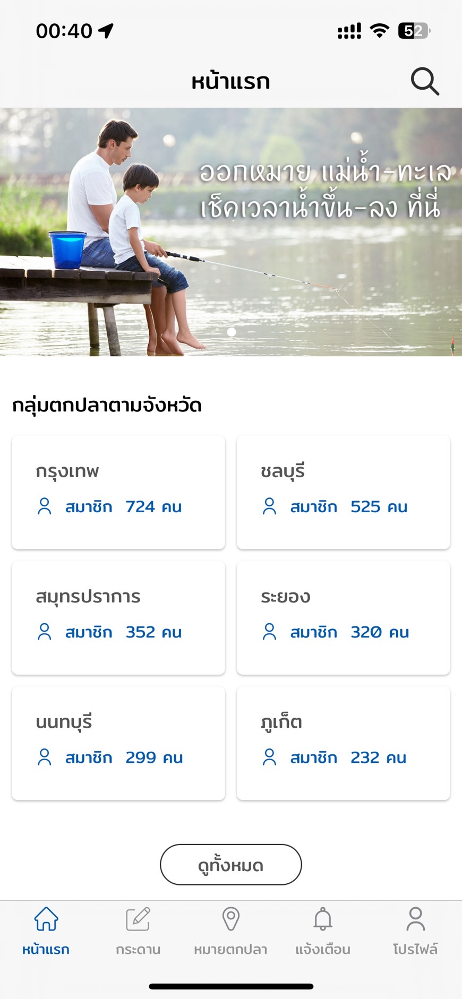 00:40
52
หน้าแรก
ออกหมาย แม่น้ำ-ทะเล
เช็คเวลาน้ำขึ้น-ลง ที่นี่
กลุ่มตกปลาตามจังหวัด
กรุงเทพ
สมาชิก 724 คน
ชลบุรี
สมาชิก 525 คน
สมุทรปราการ
สมาชิก 352 คน
ระยอง
สมาชิก 320 คน
นนทบุรี
สมาชิก 299 คน
ภูเก็ต
สมาชิก 232 คน
ดูทั้งหมด
หน้าแรก
กระดาน
หมายตกปลา
แจ้งเตือน
โปรไฟล์